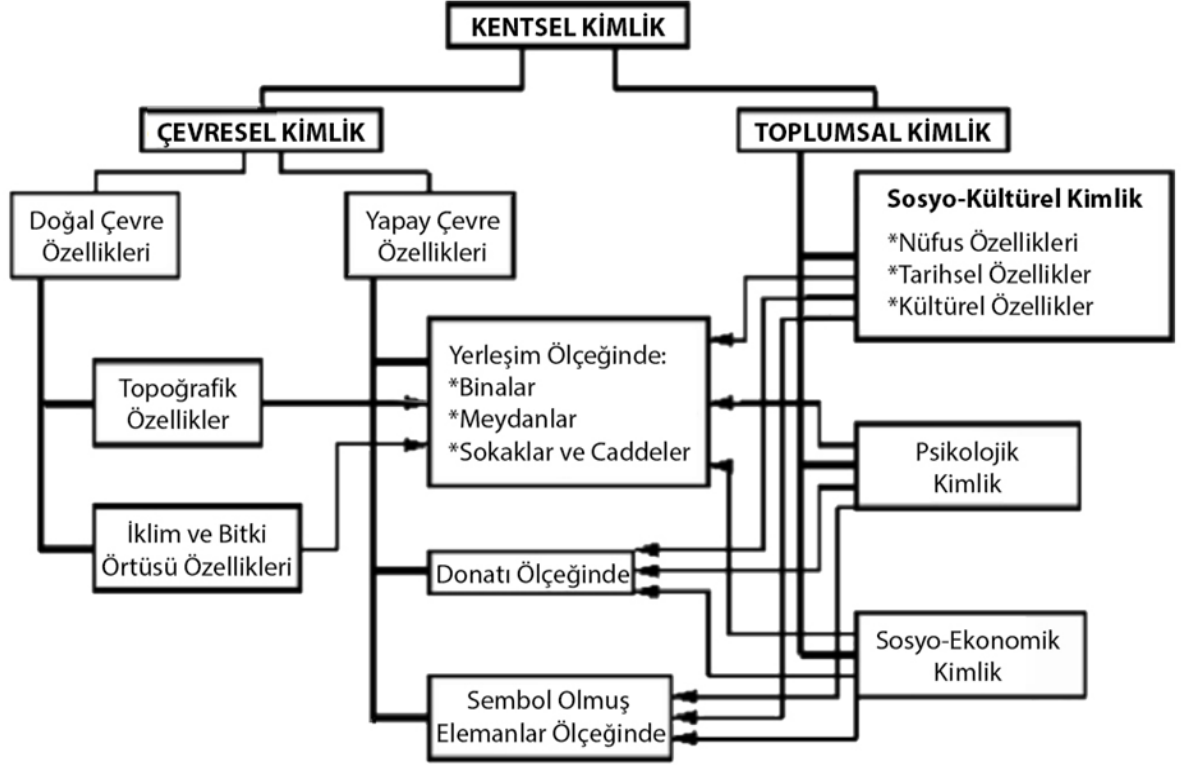 KENTSEL KİMLİK
ÇEVRESEL KİMLİK
TOPLUMSAL KİMLİK
Doğal Çevre
Özellikleri
Yapay Çevre
Özellikleri
Sosyo-Kültürel Kimlik
*Nüfus Özellikleri
*Tarihsel Özellikler
*Kültürel Özellikler
Topoğrafik
Özellikler
Yerleşim Ölçeğinde:
*Binalar
*Meydanlar
*Sokaklar ve Caddeler
Psikolojik
Kimlik
İklim ve Bitki
Örtüsü Özellikleri
Donatı Ölçeğinde
Sosyo-Ekonomik
Kimlik
Sembol Olmuş
Elemanlar Ölçeğinde